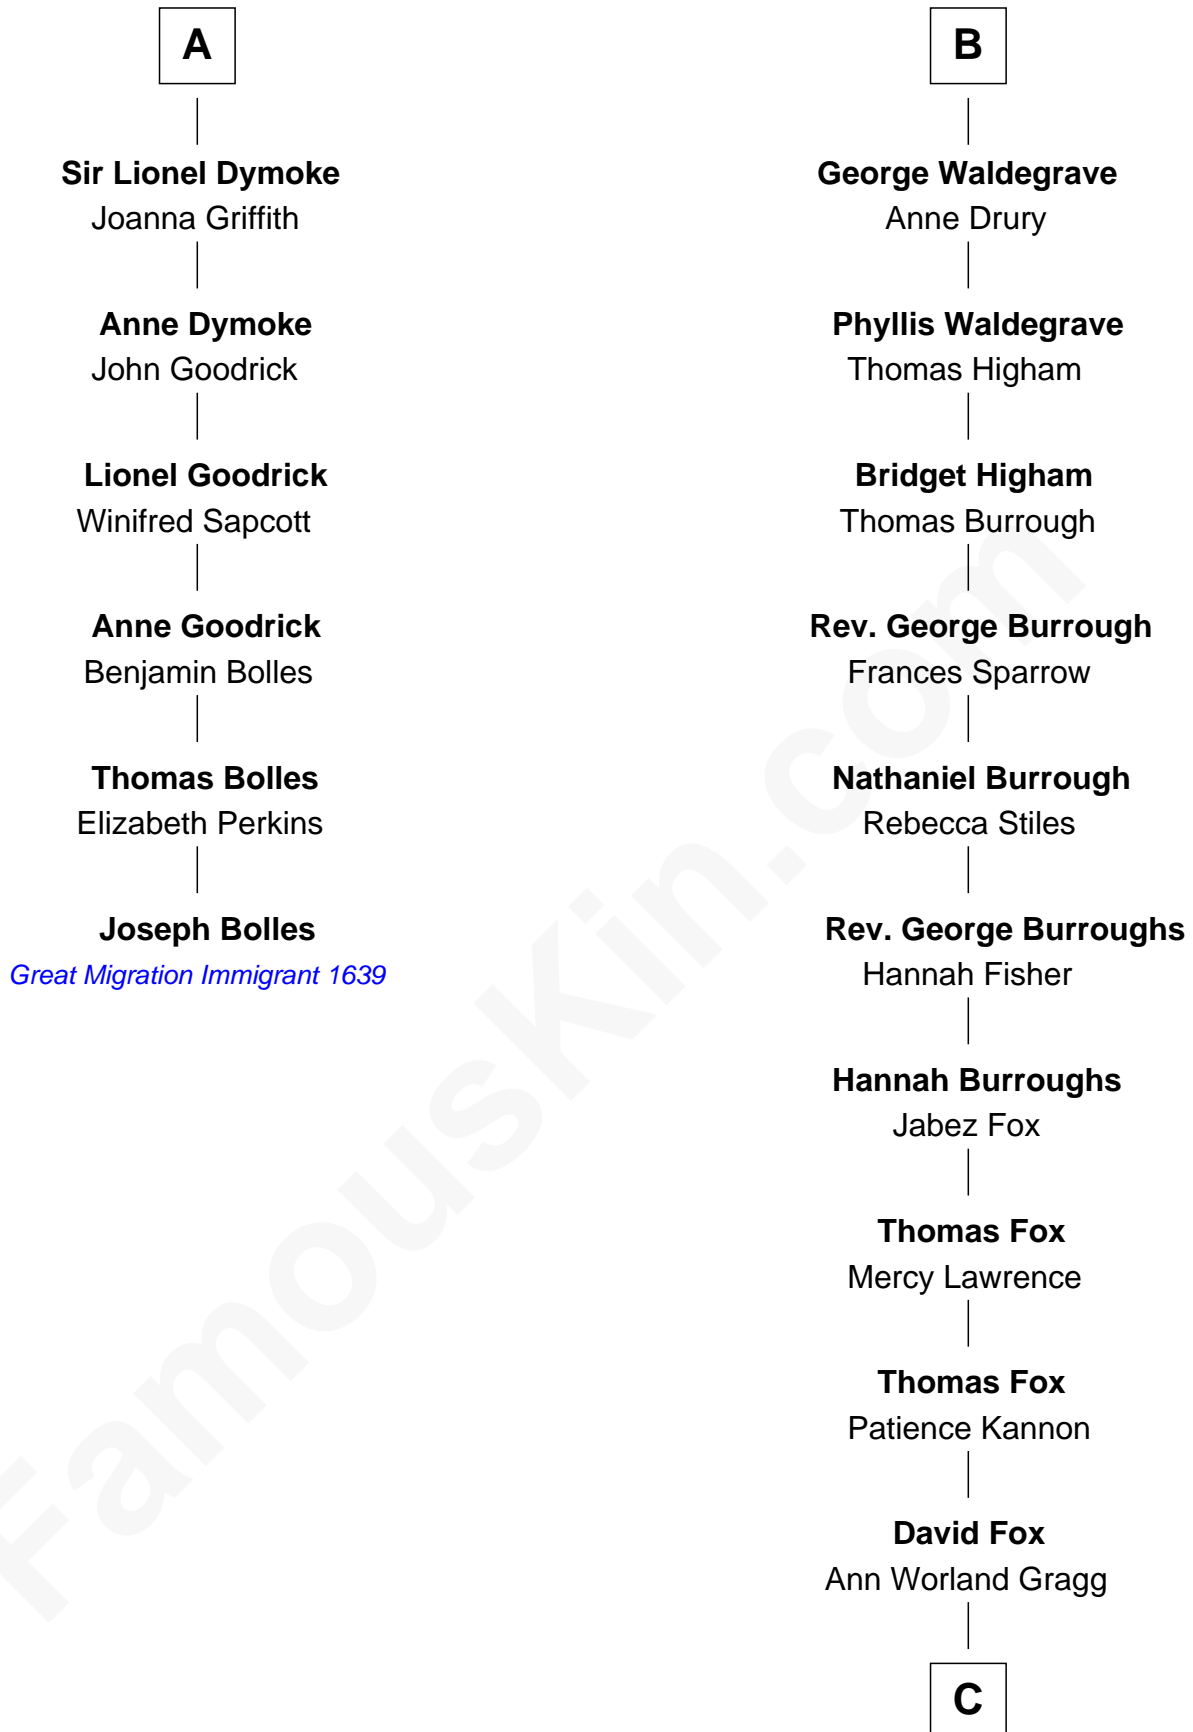 A
Sir Lionel Dymoke
Joanna Griffith
Anne Dymoke
John Goodrick
Lionel Goodrick
Winifred Sapcott
Anne Goodrick
Benjamin Bolles
Thomas Bolles
Elizabeth Perkins
Joseph Bolles
Great Migration Immigrant 1639
B
George Waldegrave
Anne Drury
Phyllis Waldegrave
Thomas Higham
Bridget Higham
Thomas Burrough
Rev. George Burrough
Frances Sparrow
Nathaniel Burrough
Rebecca Stiles
Rev. George Burroughs
Hannah Fisher
Hannah Burroughs
Jabez Fox
Thomas Fox
Mercy Lawrence
Thomas Fox
Patience Kannon
David Fox
Ann Worland Gragg
C
FamousKin.com